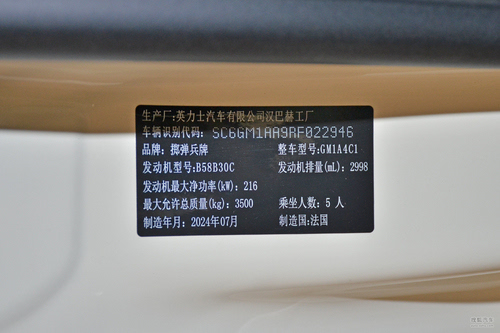 生产厂:英力士汽车有限公司汉巴赫工厂
车辆识别代码: SC6GM1AA9RF022946
品牌: 掷弹兵牌 整车型号:GM1A4C1
发动机型号:B58B30C 发动机排量(mL): 2998
发动机最大净功率(kW): 216
最大允许总质量(kg): 3500 乘坐人数: 5 人
制造年月: 2024年07月 制造国:法国